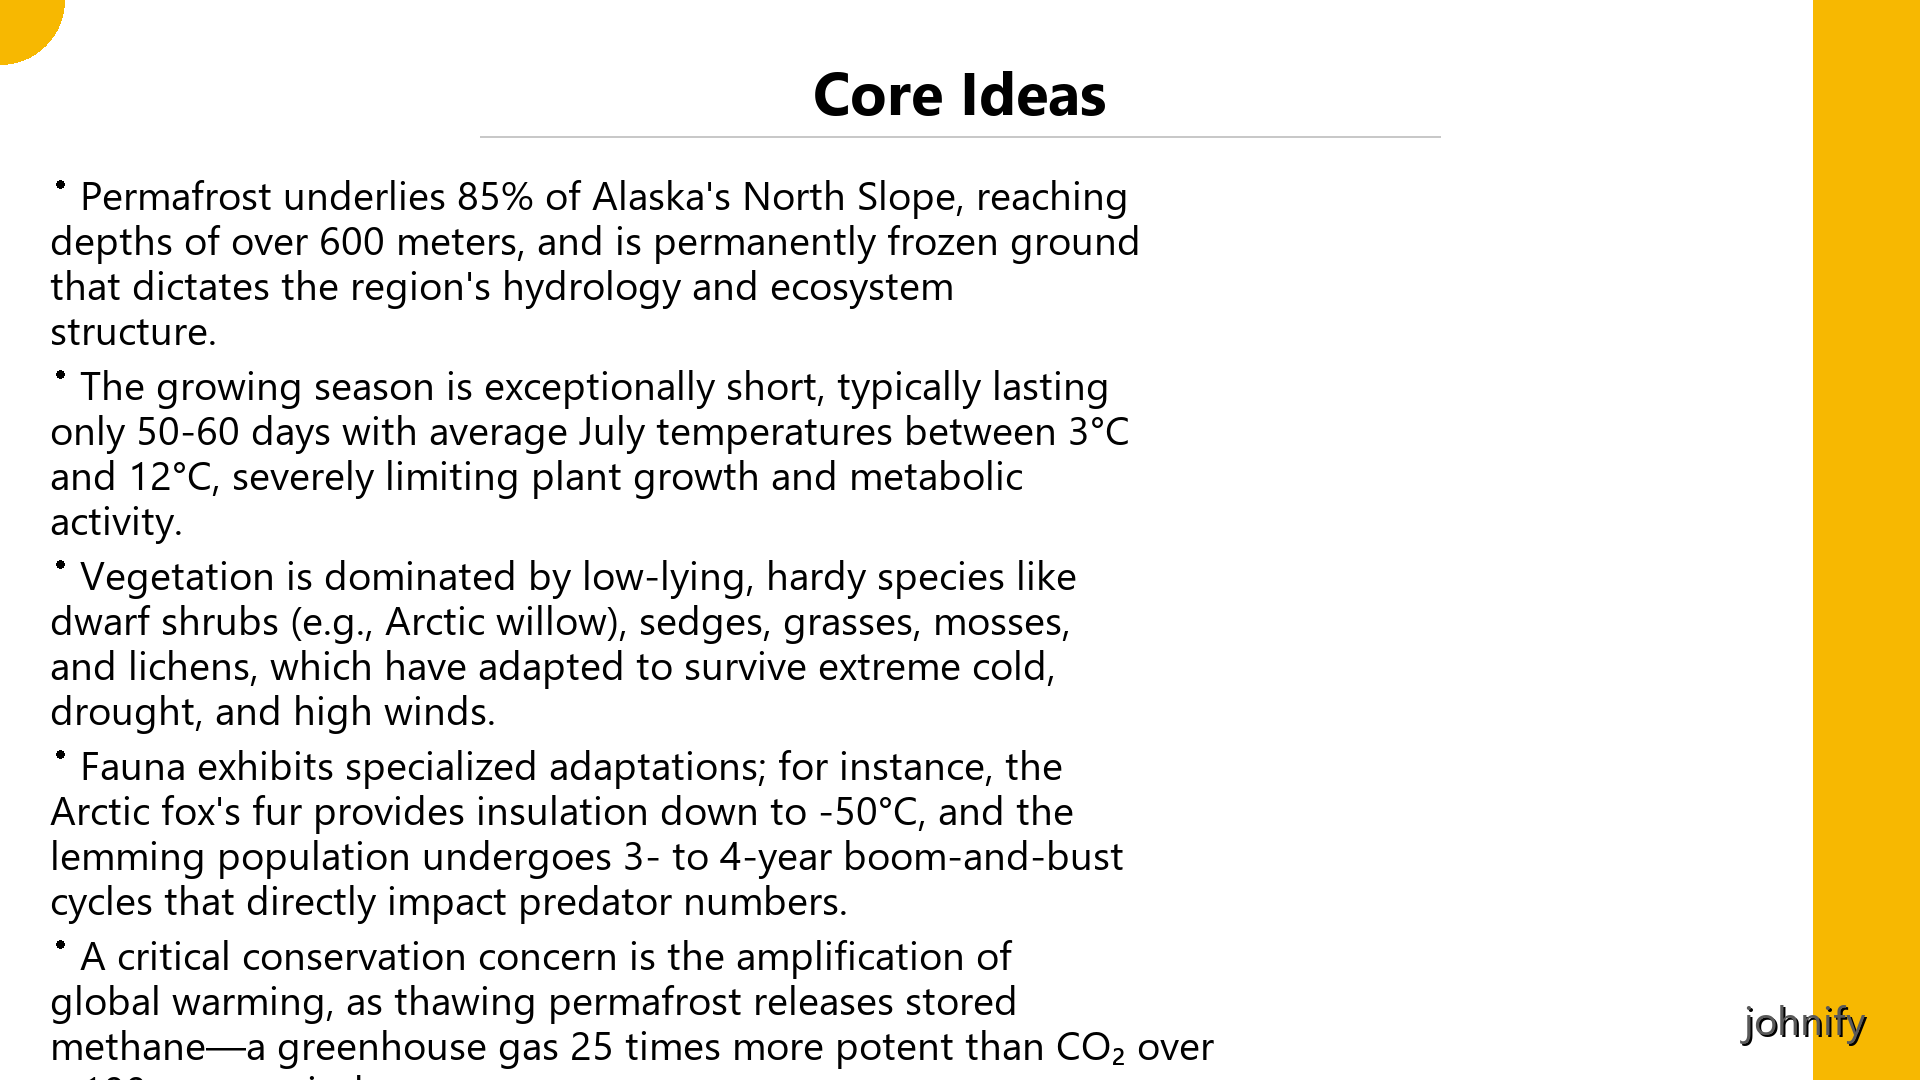 Core Ideas
• Permafrost underlies 85% of Alaska's North Slope, reaching
depths of over 600 meters, and is permanently frozen ground
that dictates the region's hydrology and ecosystem
structure.
• The growing season is exceptionally short, typically lasting
only 50-60 days with average July temperatures between 3°C
and 12°C, severely limiting plant growth and metabolic
activity.
• Vegetation is dominated by low-lying, hardy species like
dwarf shrubs (e.g., Arctic willow), sedges, grasses, mosses,
and lichens, which have adapted to survive extreme cold,
drought, and high winds.
• Fauna exhibits specialized adaptations; for instance, the
Arctic fox's fur provides insulation down to -50°C, and the
lemming population undergoes 3- to 4-year boom-and-bust
cycles that directly impact predator numbers.
• A critical conservation concern is the amplification of
global warming, as thawing permafrost releases stored
methane—a greenhouse gas 25 times more potent than CO₂ over
johnify